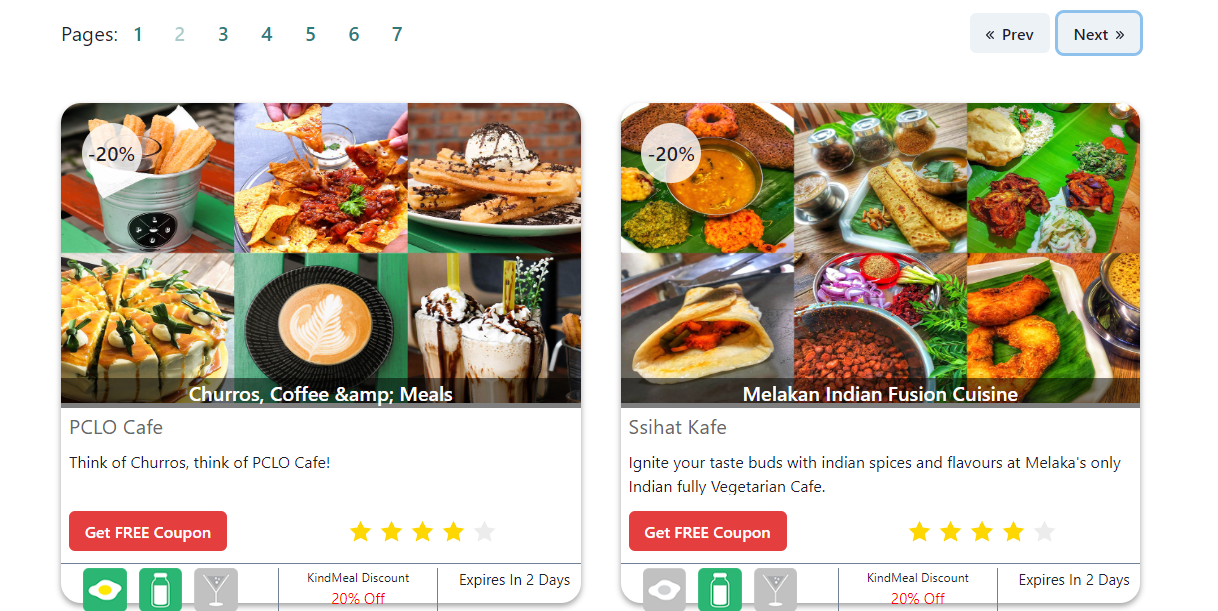 Pages: 1 2 3 4 5 6 7
« Prev
Next »
-20%
Churros, Coffee &amp; Meals
PCLO Cafe
Think of Churros, think of PCLO Cafe!
Get FREE Coupon
KindMeal Discount
20% Off
Expires In 2 Days
-20%
Melakan Indian Fusion Cuisine
Ssihat Kafe
Ignite your taste buds with indian spices and flavours at Melaka's only
Indian fully Vegetarian Cafe.
Get FREE Coupon
KindMeal Discount
20% Off
Expires In 2 Days